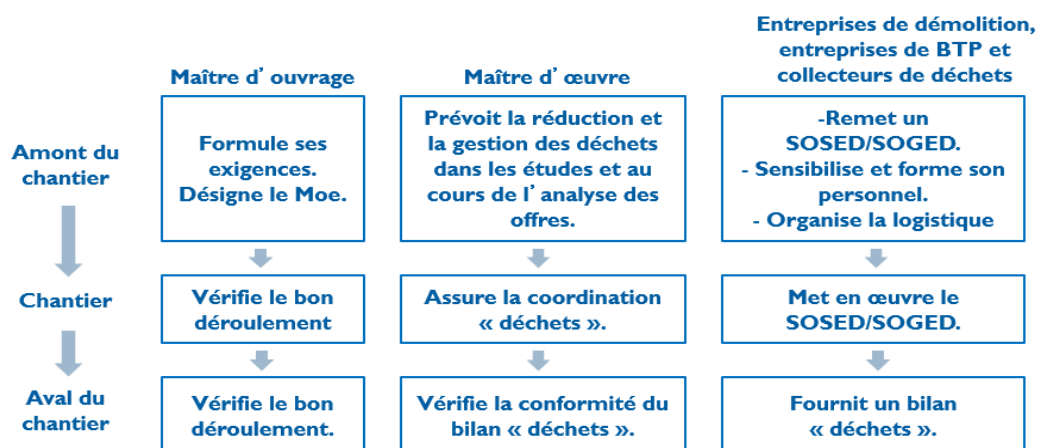 Entreprises de démolition,
entreprises de BTP et
collecteurs de déchets
Maître d’ ouvrage
Maître d’ œuvre
Amont du
chantier
Formule ses
exigences.
Désigne le Moe.
Prévoit la réduction et
la gestion des déchets
dans les études et au
cours de l’ analyse des
offres.
-Remet un
SOSED/SOGED.
- Sensibilise et forme son
personnel.
- Organise la logistique
Chantier
Vérifie le bon
déroulement
Assure la coordination
« déchets ».
Met en œuvre le
SOSED/SOGED.
Aval du
chantier
Vérifie le bon
déroulement.
Vérifie la conformité du
bilan « déchets ».
Fournit un bilan
« déchets ».